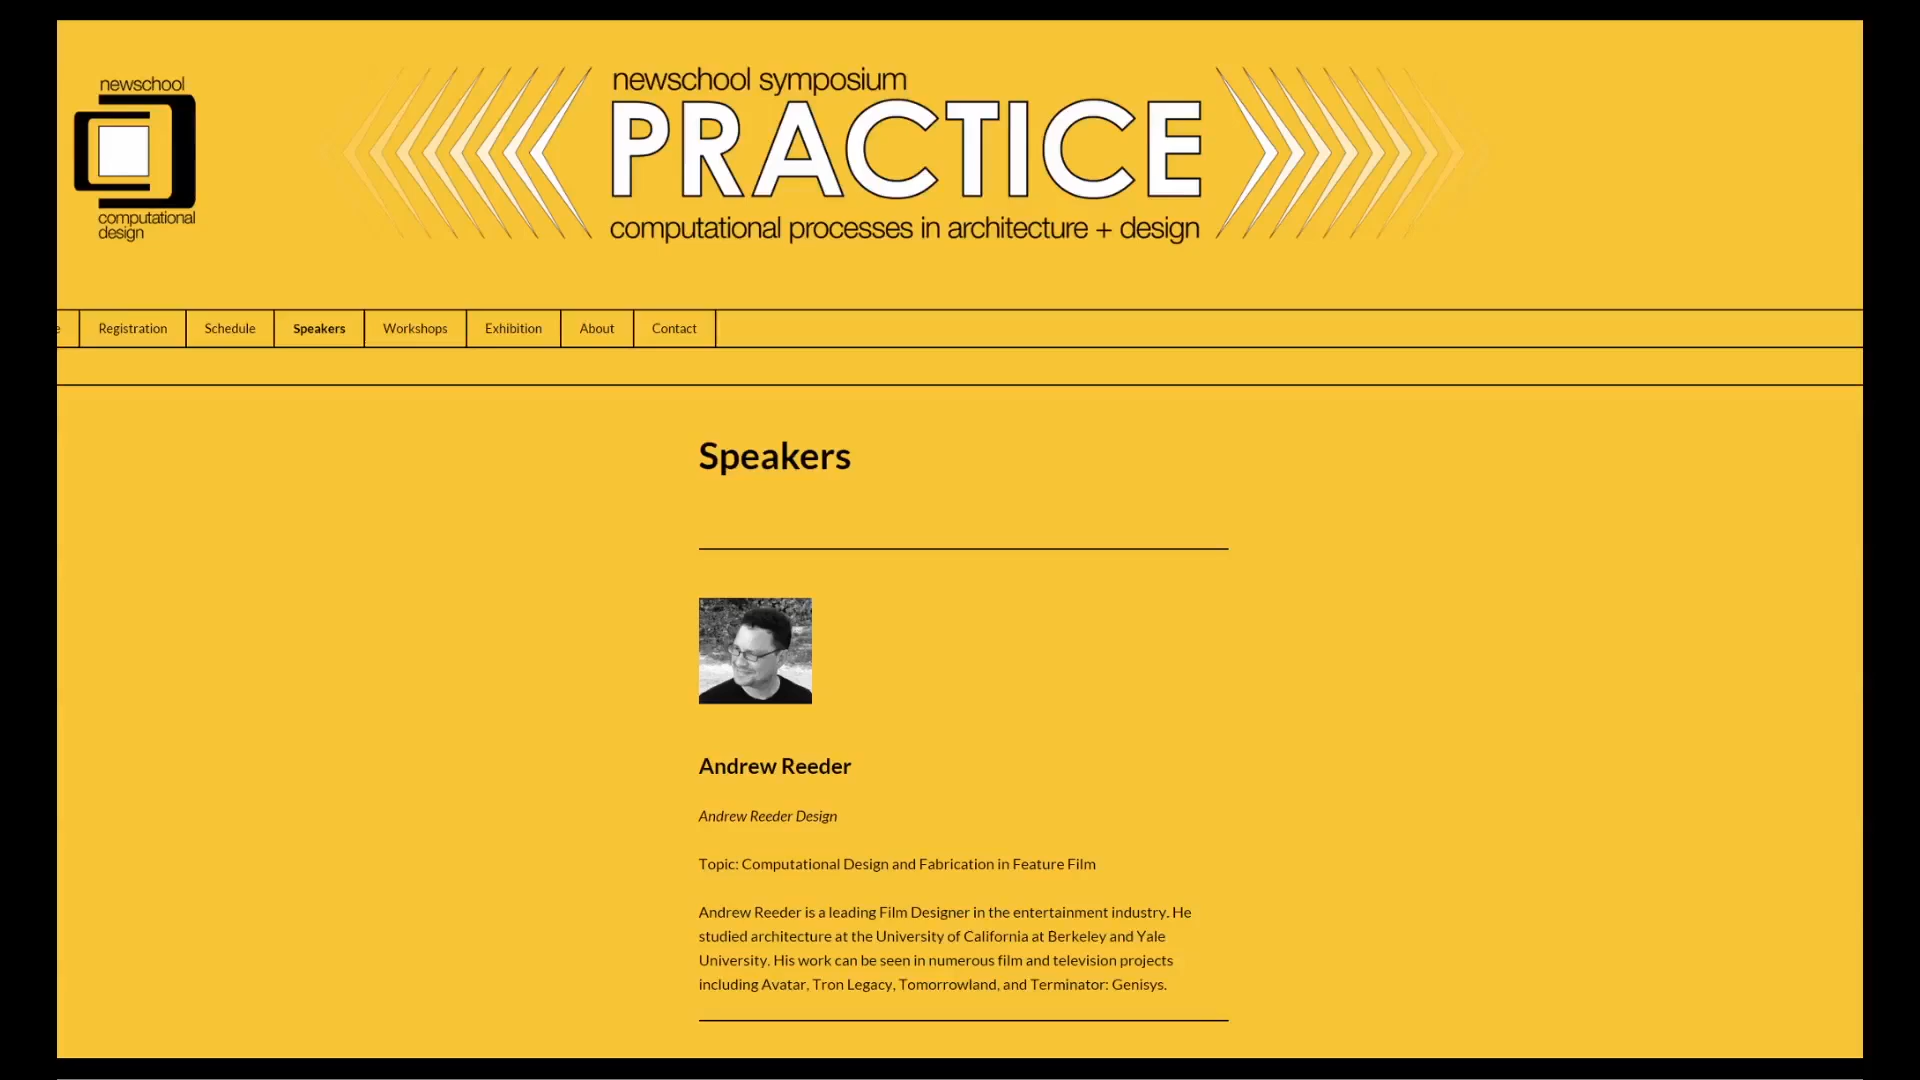 newschool
computational
design
newschool symposium
PRACTICE
computational processes in architecture + design
e
Registration
Schedule
Speakers
Workshops
Exhibition
About
Contact
Speakers
Andrew Reeder
Andrew Reeder Design
Topic: Computational Design and Fabrication in Feature Film
Andrew Reeder is a leading Film Designer in the entertainment industry. He
studied architecture at the University of California at Berkeley and Yale
University. His work can be seen in numerous film and television projects
including Avatar, Tron Legacy, Tomorrowland, and Terminator: Genisys.